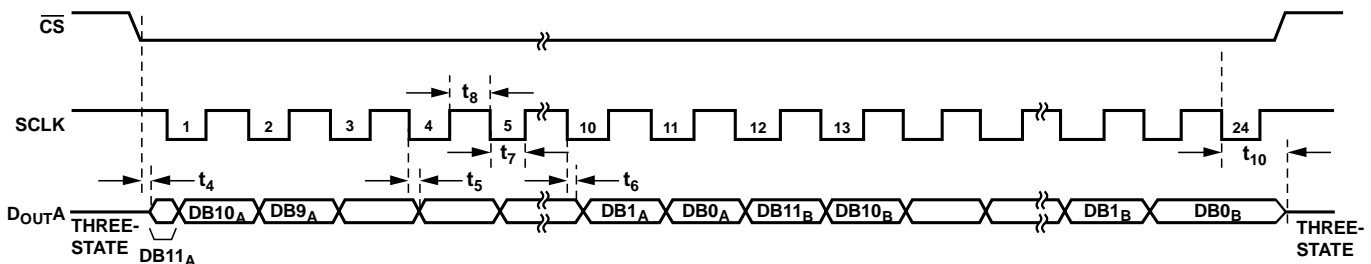 CS
t8
SCLK
1 2 3 4 5 10 11 12 13 24
t7 t10
t4 t5 t6
DOUTA
DB10A DB9A DB1A DB0A DB11B DB10B DB1B DB0B
THREE-
STATE
THREE-
STATE
DB11A